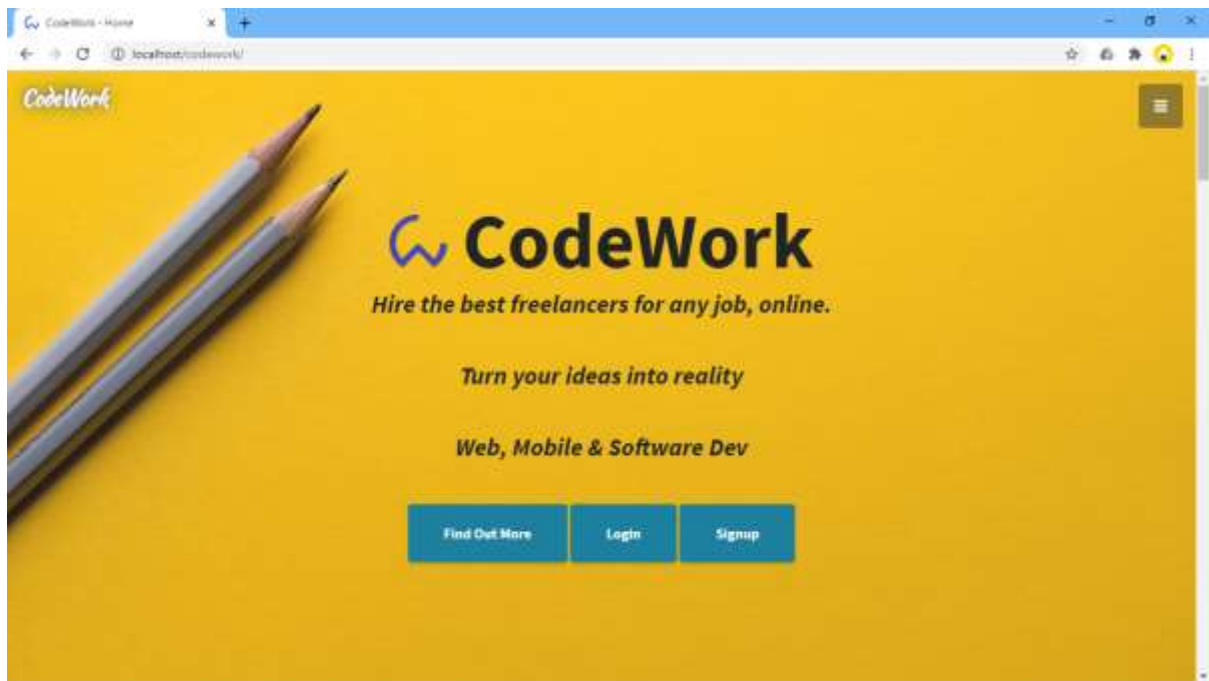 CodeWork - Home
localhost/codework/
CodeWork
CodeWork
Hire the best freelancers for any job, online.
Turn your ideas into reality
Web, Mobile & Software Dev
Find Out More
Login
Signup